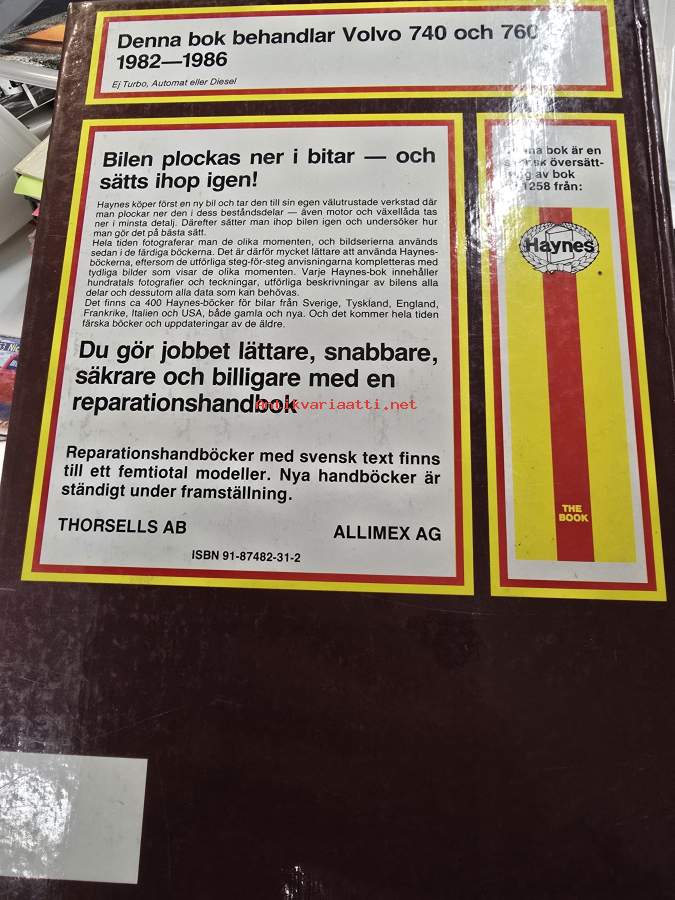 Denna bok behandlar Volvo 740 och 760
1982—1986
Ej Turbo, Automat eller Diesel
Bilen plockas ner i bitar — och
sätts ihop igen!
Haynes köper först en ny bil och tar den till sin egen välutrustade verkstad där
man plockar ner den i dess beståndsdelar — även motor och växellåda tas
ner i minsta detalj. Därefter sätter man ihop bilen igen och undersöker hur
man gör det på bästa sätt.
Hela tiden fotograferar man de olika momenten, och bildserierna används
sedan i de färdiga böckerna. Det är därför mycket lättare att använda Haynes-
böckerna, eftersom de utförliga steg-för-steg anvisningarna kompletteras med
tydliga bilder som visar de olika momenten. Varje Haynes-bok innehåller
hundratals fotografier och teckningar, utförliga beskrivningar av bilens alla
delar och dessutom alla data som kan behövas.
Det finns ca 400 Haynes-böcker för bilar från Sverige, Tyskland, England,
Frankrike, Italien och USA, både gamla och nya. Och det kommer hela tiden
färska böcker och uppdateringar av de äldre.
Du gör jobbet lättare, snabbare,
säkrare och billigare med en
reparationshandbok
antikvariaatti.net
Reparationshandböcker med svensk text finns
till ett femtiotal modeller. Nya handböcker är
ständigt under framställning.
THORSELLS AB
ALLIMEX AG
ISBN 91-87482-31-2
bok är en
översätt-
av bok
1258 från:
Haynes
THE
BOOK